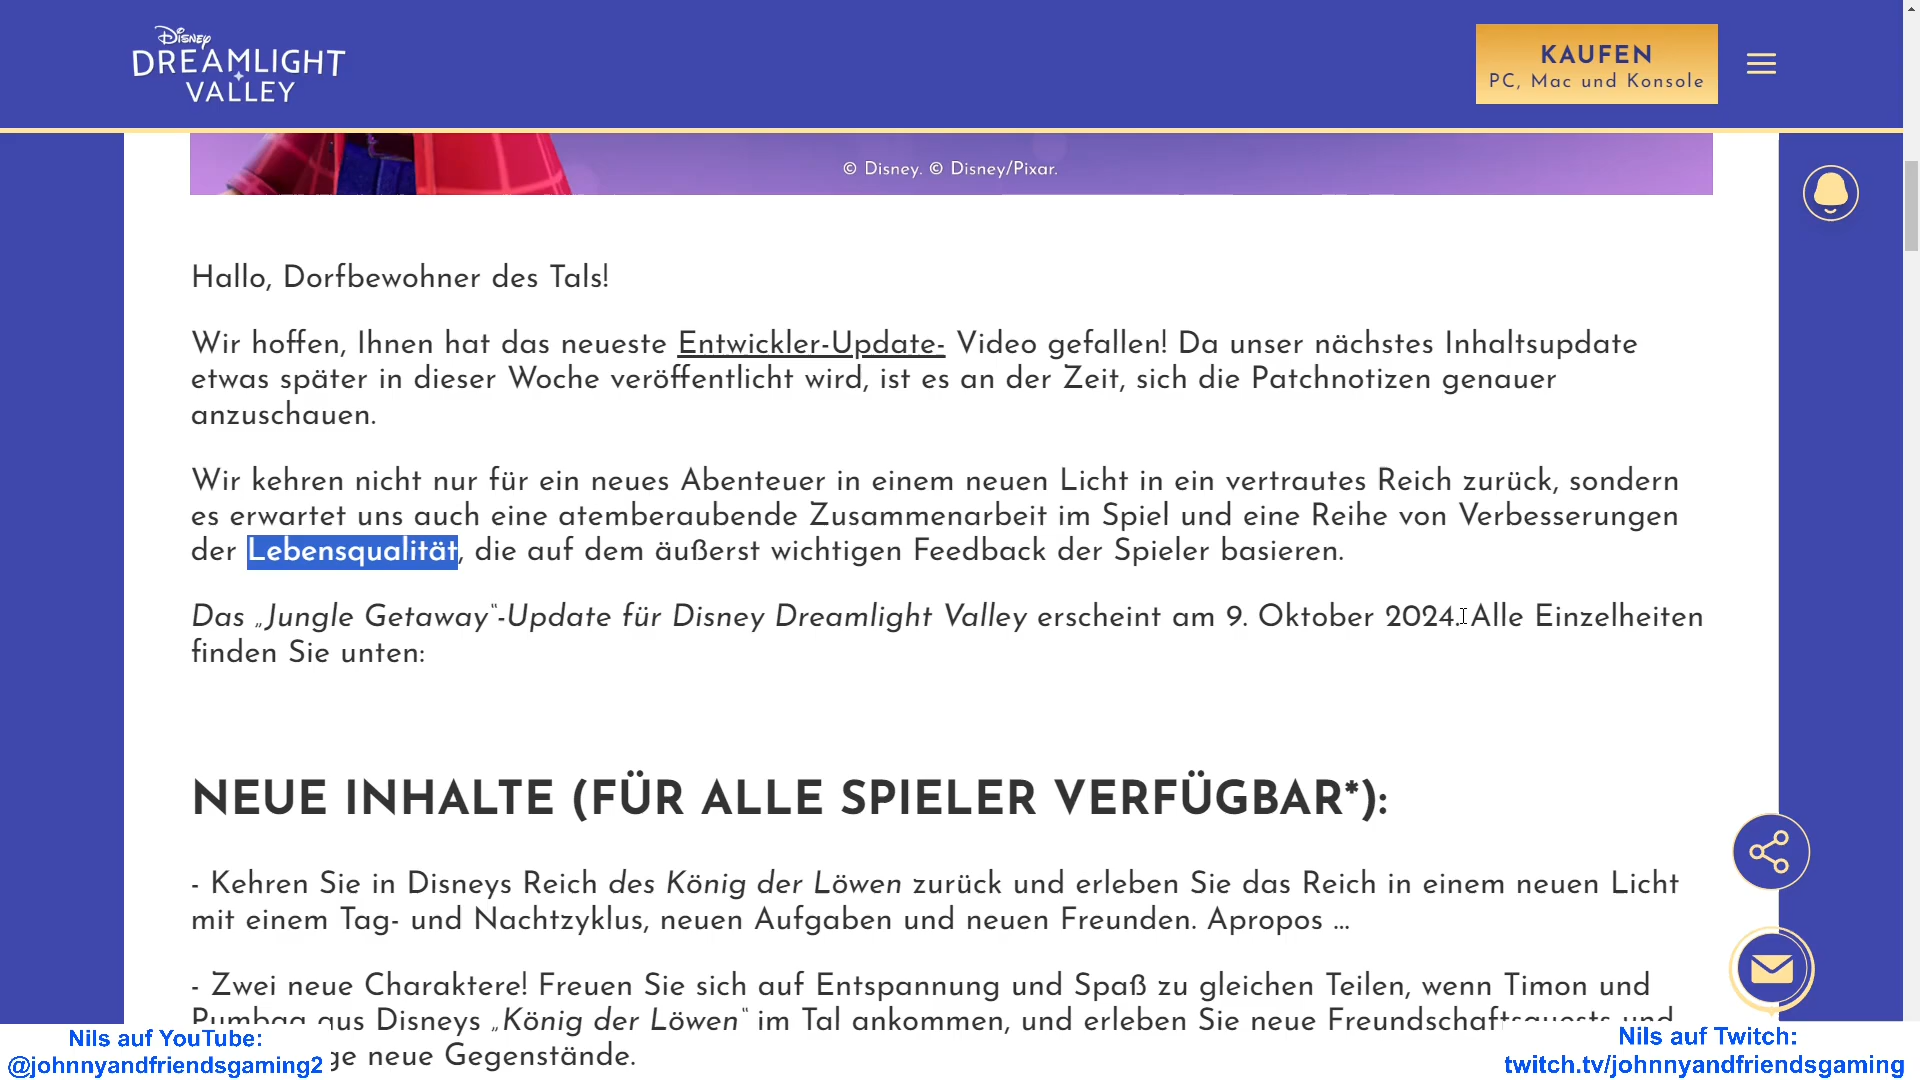 Disney
DREAMLIGHT
VALLEY
KAUFEN
PC, Mac und Konsole
© Disney. © Disney/Pixar.
Hallo, Dorfbewohner des Tals!
Wir hoffen, Ihnen hat das neueste Entwickler-Update- Video gefallen! Da unser nächstes Inhaltsupdate
etwas später in dieser Woche veröffentlicht wird, ist es an der Zeit, sich die Patchnotizen genauer
anzuschauen.
Wir kehren nicht nur für ein neues Abenteuer in einem neuen Licht in ein vertrautes Reich zurück, sondern
es erwartet uns auch eine atemberaubende Zusammenarbeit im Spiel und eine Reihe von Verbesserungen
der Lebensqualität, die auf dem äußerst wichtigen Feedback der Spieler basieren.
Das „Jungle Getaway“-Update für Disney Dreamlight Valley erscheint am 9. Oktober 2024. Alle Einzelheiten
finden Sie unten:
NEUE INHALTE (FÜR ALLE SPIELER VERFÜGBAR*):
- Kehren Sie in Disneys Reich des König der Löwen zurück und erleben Sie das Reich in einem neuen Licht
mit einem Tag- und Nachtzyklus, neuen Aufgaben und neuen Freunden. Apropos ...
- Zwei neue Charaktere! Freuen Sie sich auf Entspannung und Spaß zu gleichen Teilen, wenn Timon und
Pumbaa aus Disneys „König der Löwen“ im Tal ankommen, und erleben Sie neue Freundschaftsquests und
ge neue Gegenstände.
Nils auf YouTube:
@johnnyandfriendsgaming2
Nils auf Twitch:
twitch.tv/johnnyandfriendsgaming